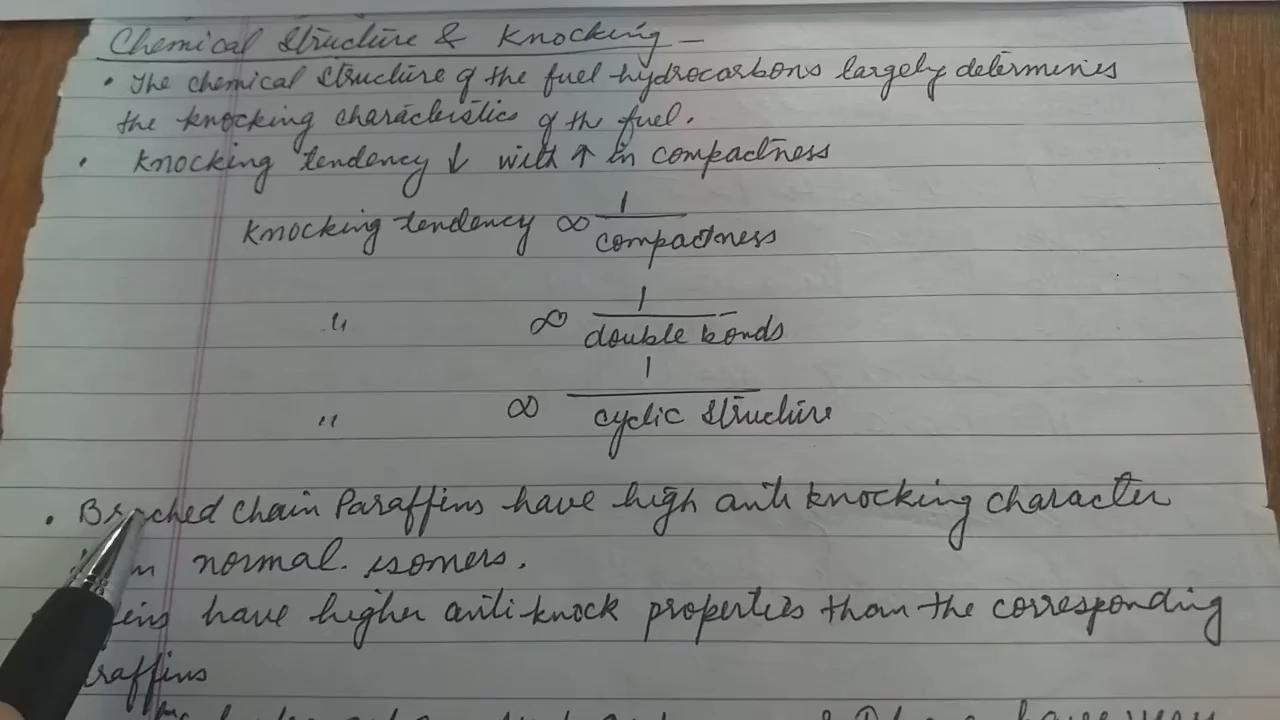 Chemical Structure & Knocking –
• The chemical structure of the fuel hydrocarbons largely determines
the knocking characteristics of the fuel.
• Knocking tendency ↓ with ↑ in compactness
Knocking tendency ∞ 1
compactness
" ∞ 1
double bonds
" ∞ 1
cyclic structure
• chain Paraffins have high anti knocking character
normal isomers.
have higher anti-knock properties than the corresponding
have very